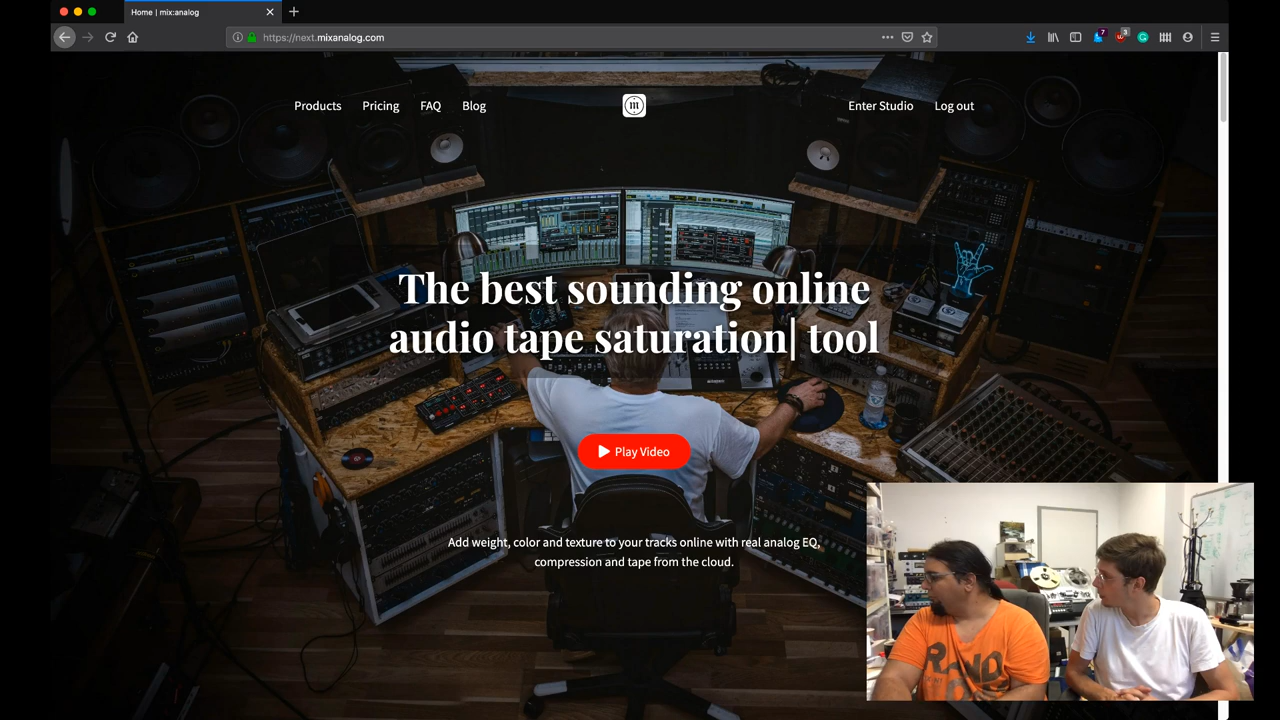 Home | mix:analog
https://next.mixanalog.com
7
3
Products Pricing FAQ Blog
m
Enter Studio Log out
The best sounding online
audio tape saturation| tool
Play Video
Add weight, color and texture to your tracks online with real analog EQ,
compression and tape from the cloud.